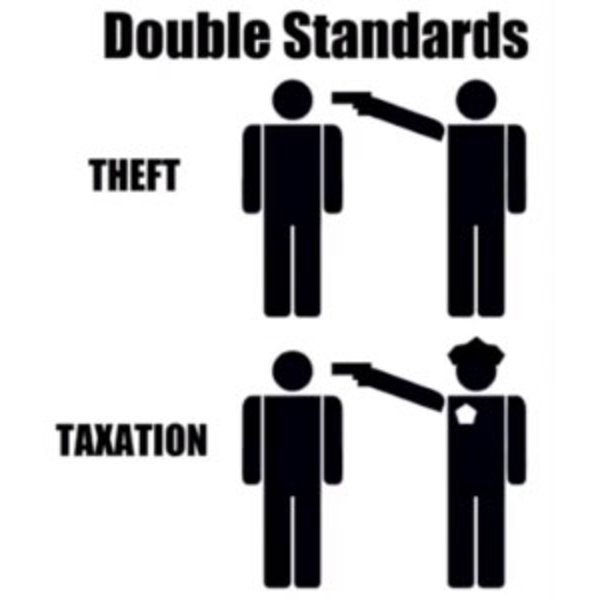 Double Standards
THEFT
TAXATION